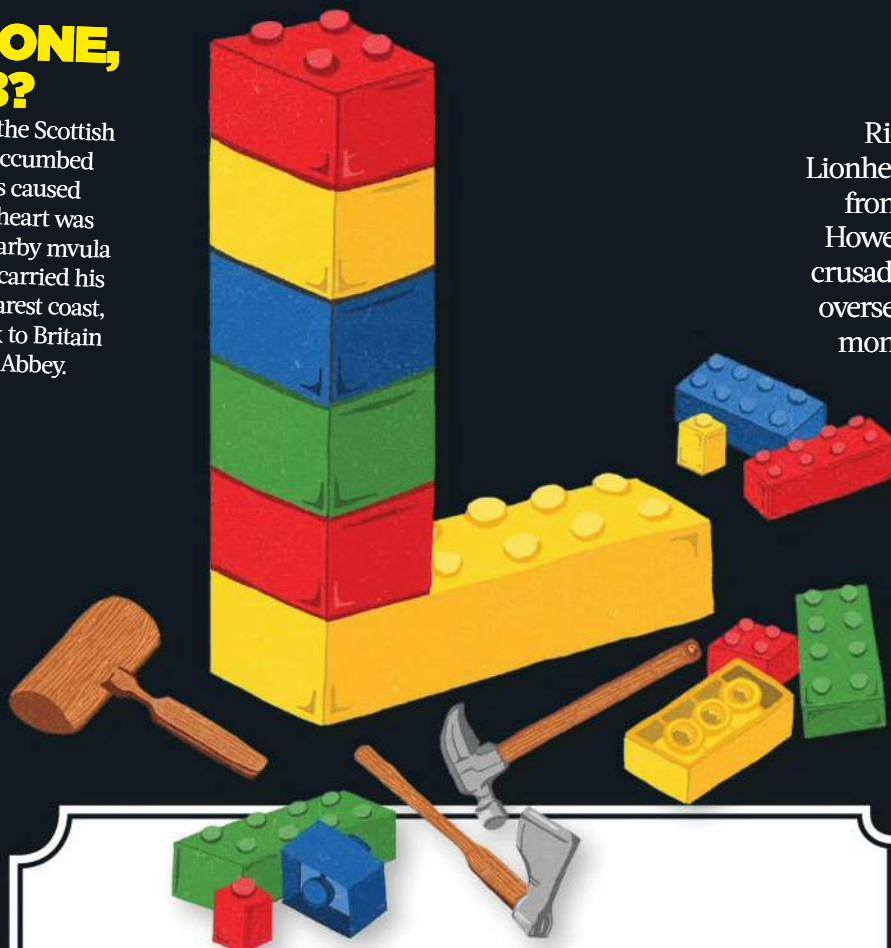 ONE,
?
the Scottish
ccumbed
s caused
heart was
arby mvula
carried his
arest coast,
to Britain
Abbey.
Ri
Lionhe
from
Howe
crusad
overse
mon